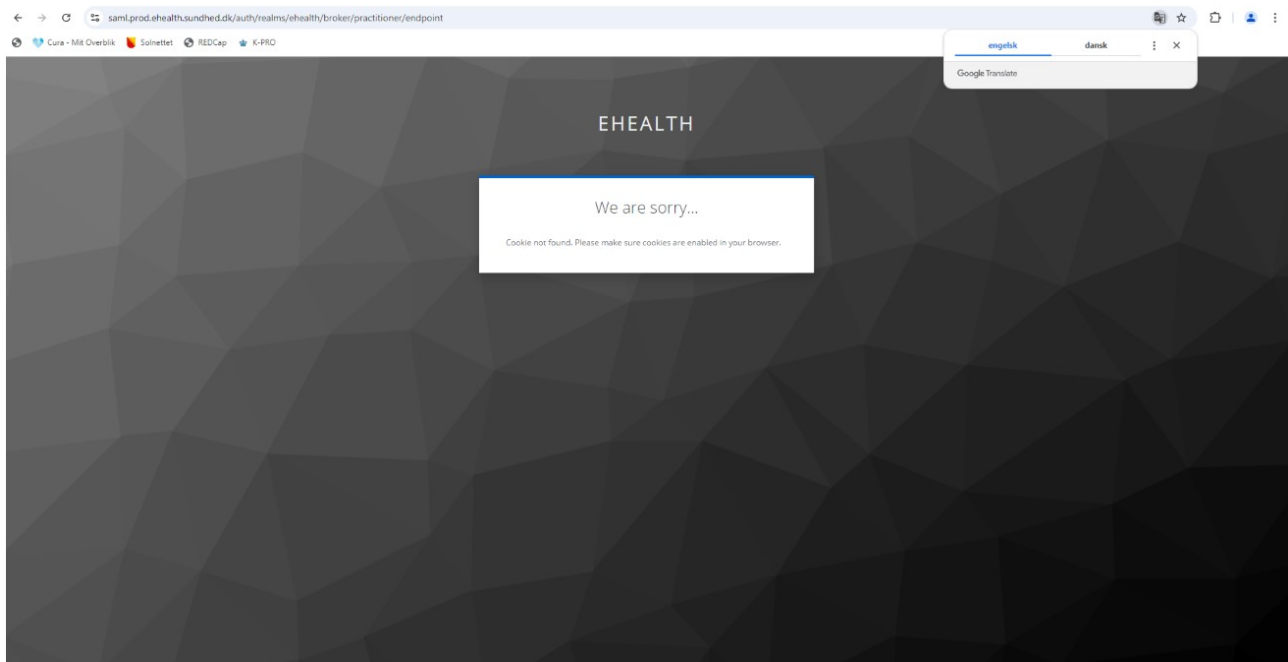 saml.prod.ehealth.sundhed.dk/auth/realms/ehealth/broker/practitioner/endpoint
Cura - Mit Overblik Solnettet REDCap K-PRO
engelsk dansk
Google Translate
EHEALTH
We are sorry...
Cookie not found. Please make sure cookies are enabled in your browser.